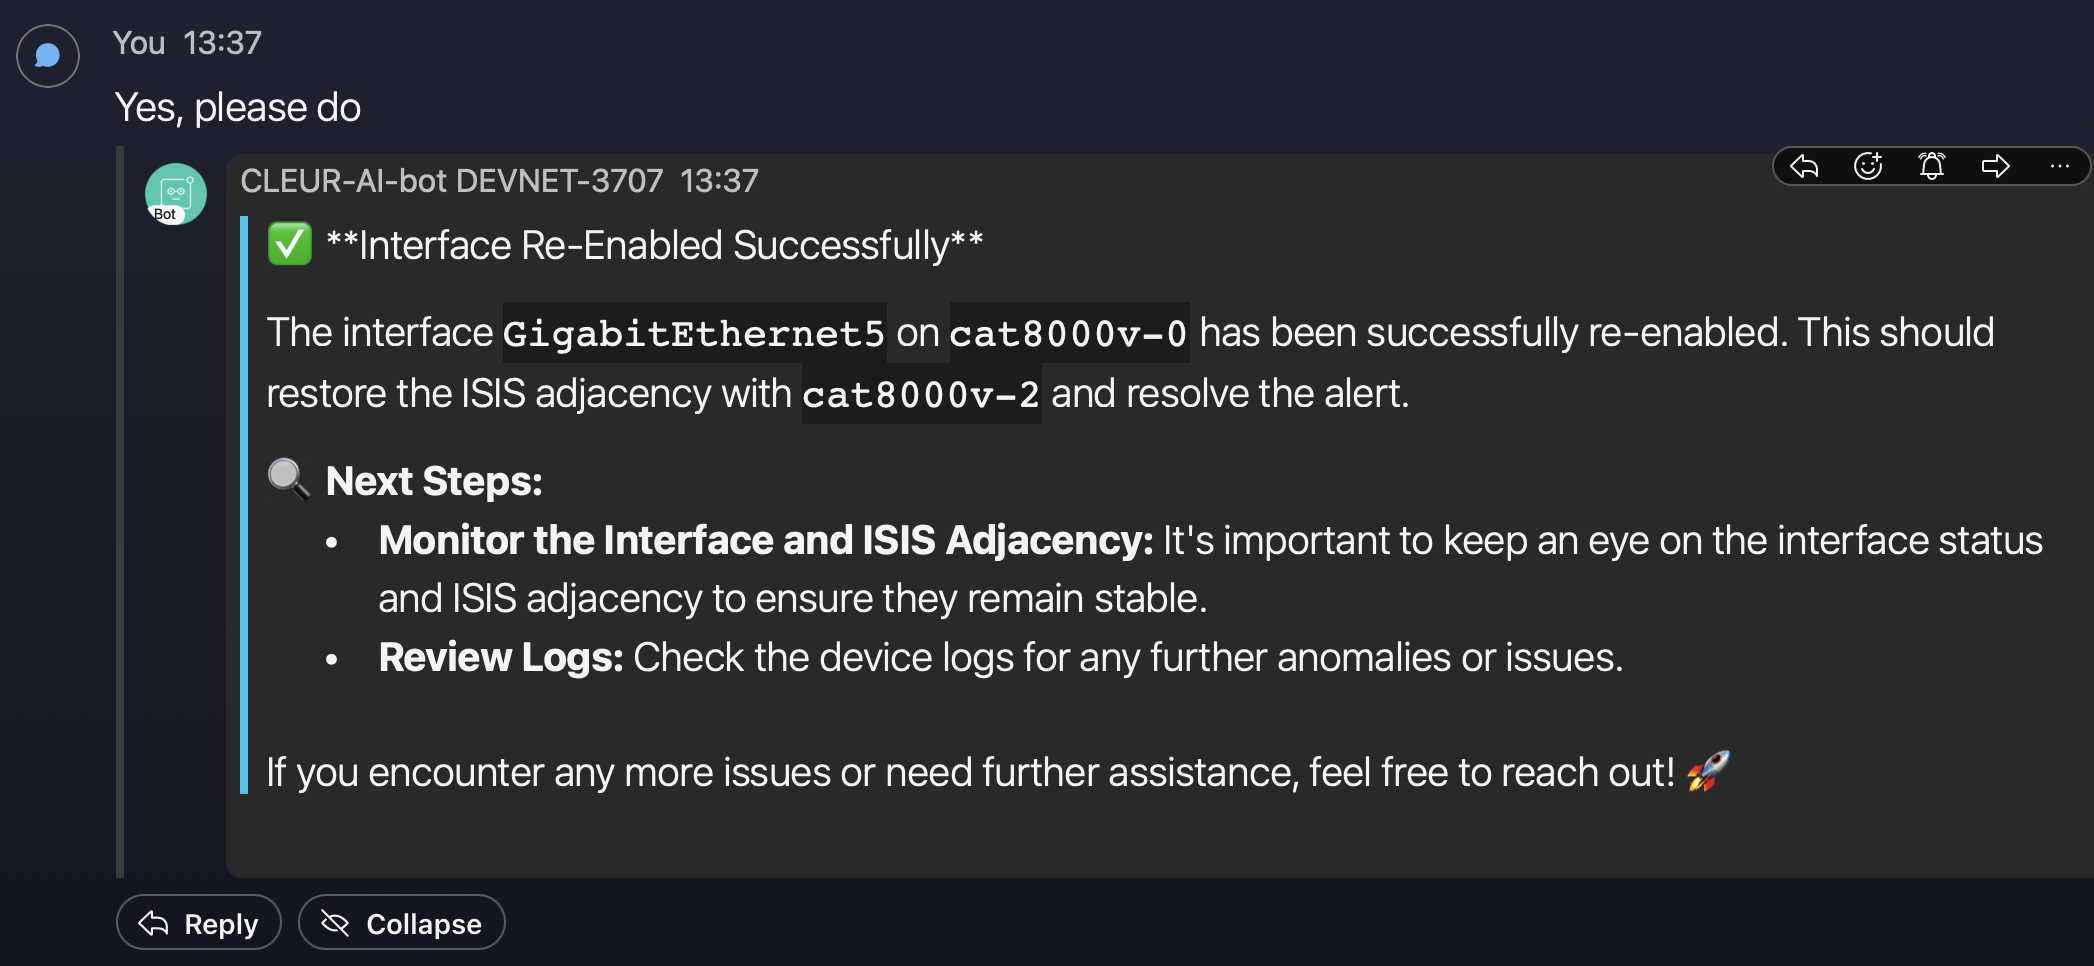 You 13:37
Yes, please do
Bot
CLEUR-AI-bot DEVNET-3707 13:37
✅ **Interface Re-Enabled Successfully**
The interface GigabitEthernet5 on cat8000v-0 has been successfully re-enabled. This should
restore the ISIS adjacency with cat8000v-2 and resolve the alert.
🔍 Next Steps:
• Monitor the Interface and ISIS Adjacency: It's important to keep an eye on the interface status
and ISIS adjacency to ensure they remain stable.
• Review Logs: Check the device logs for any further anomalies or issues.
If you encounter any more issues or need further assistance, feel free to reach out! 🚀
Reply Collapse